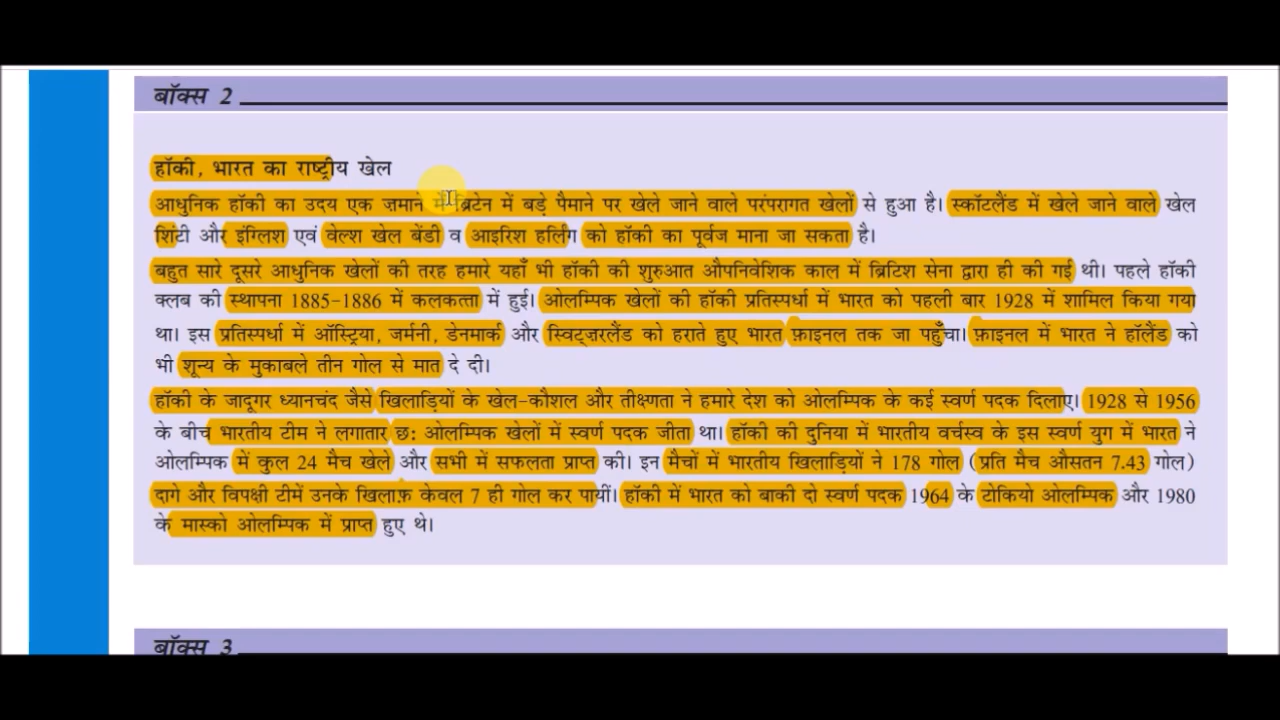 बॉक्स 2
हॉकी, भारत का राष्ट्रीय खेल
आधुनिक हॉकी का उदय एक ज़माने में ब्रिटेन में बड़े पैमाने पर खेले जाने वाले परंपरागत खेलों से हुआ है। स्कॉटलैंड में खेले जाने वाले खेल
शिंटी और इंग्लिश एवं वेल्श खेल बेंडी व आइरिश हर्लिंग को हॉकी का पूर्वज माना जा सकता है।
बहुत सारे दूसरे आधुनिक खेलों की तरह हमारे यहाँ भी हॉकी की शुरुआत औपनिवेशिक काल में ब्रिटिश सेना द्वारा ही की गई थी। पहले हॉकी
क्लब की स्थापना 1885-1886 में कलकत्ता में हुई। ओलम्पिक खेलों की हॉकी प्रतिस्पर्धा में भारत को पहली बार 1928 में शामिल किया गया
था। इस प्रतिस्पर्धा में ऑस्ट्रिया, जर्मनी, डेनमार्क और स्विट्ज़रलैंड को हराते हुए भारत फ़ाइनल तक जा पहुँचा। फ़ाइनल में भारत ने हॉलैंड को
भी शून्य के मुकाबले तीन गोल से मात दे दी।
हॉकी के जादूगर ध्यानचंद जैसे खिलाड़ियों के खेल-कौशल और तीक्ष्णता ने हमारे देश को ओलम्पिक के कई स्वर्ण पदक दिलाए। 1928 से 1956
के बीच भारतीय टीम ने लगातार छः ओलम्पिक खेलों में स्वर्ण पदक जीता था। हॉकी की दुनिया में भारतीय वर्चस्व के इस स्वर्ण युग में भारत ने
ओलम्पिक में कुल 24 मैच खेले और सभी में सफलता प्राप्त की। इन मैचों में भारतीय खिलाड़ियों ने 178 गोल (प्रति मैच औसतन 7.43 गोल)
दागे और विपक्षी टीमें उनके खिलाफ़ केवल 7 ही गोल कर पायीं। हॉकी में भारत को बाकी दो स्वर्ण पदक 1964 के टोकियो ओलम्पिक और 1980
के मास्को ओलम्पिक में प्राप्त हुए थे।
बॉक्स 3